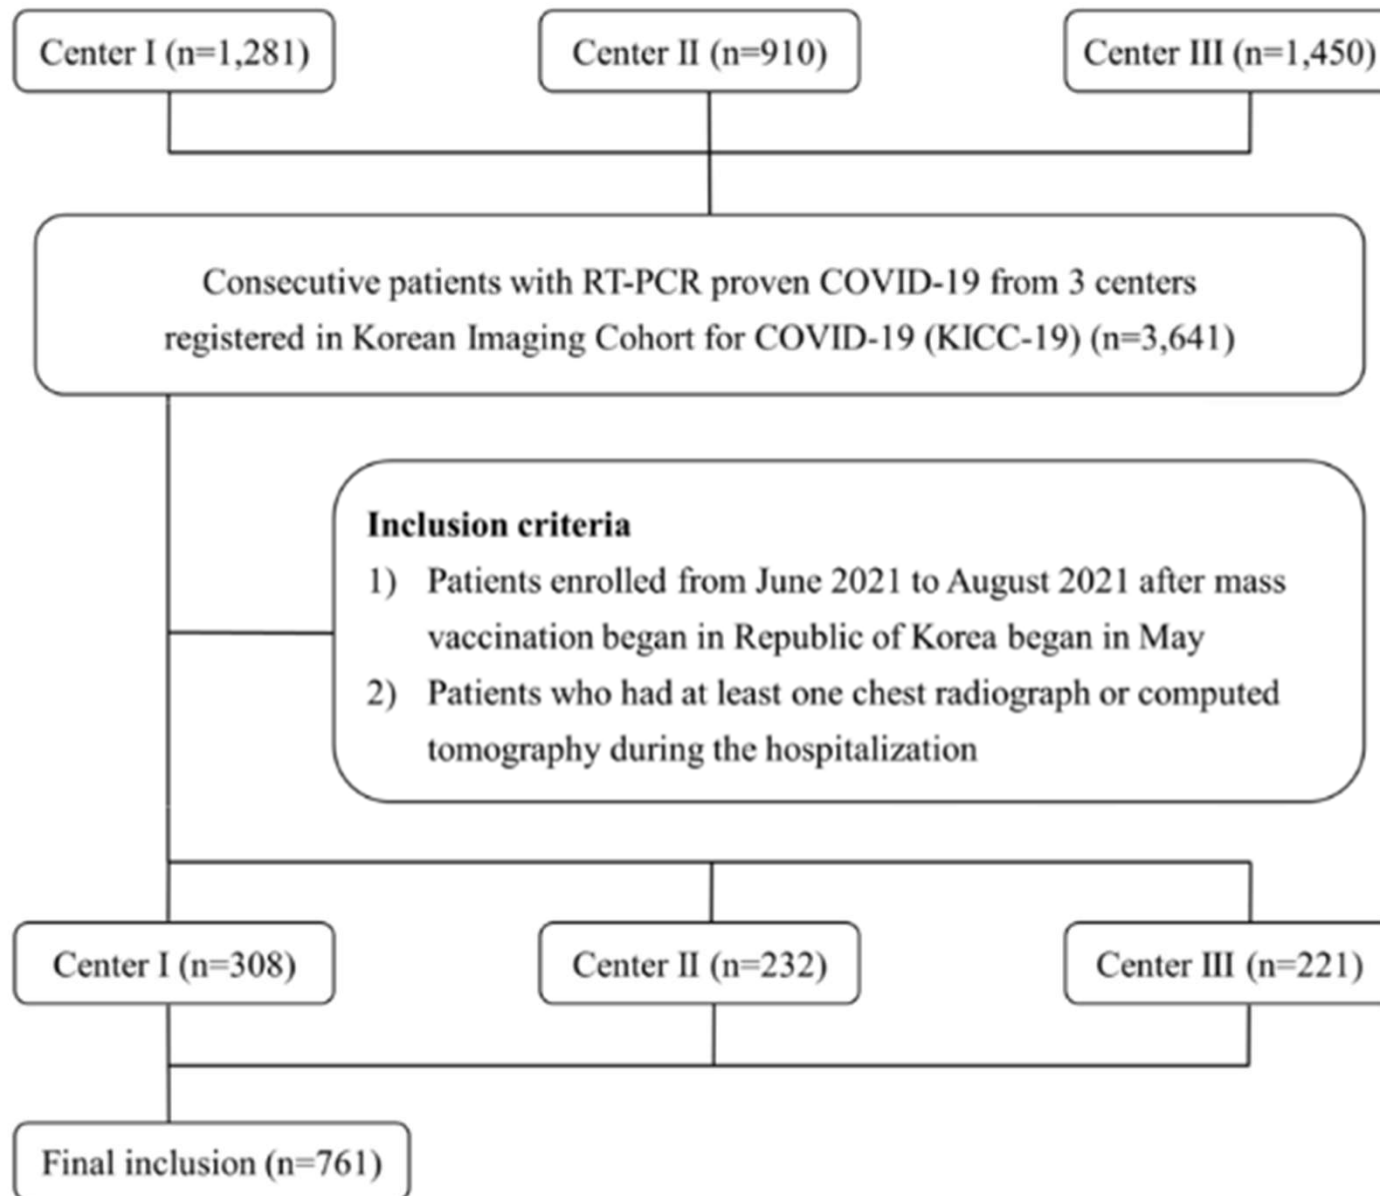 Center I (n=1,281)
Center II (n=910)
Center III (n=1,450)
Consecutive patients with RT-PCR proven COVID-19 from 3 centers
registered in Korean Imaging Cohort for COVID-19 (KICC-19) (n=3,641)
Inclusion criteria
1) Patients enrolled from June 2021 to August 2021 after mass
vaccination began in Republic of Korea began in May
2) Patients who had at least one chest radiograph or computed
tomography during the hospitalization
Center I (n=308)
Center II (n=232)
Center III (n=221)
Final inclusion (n=761)